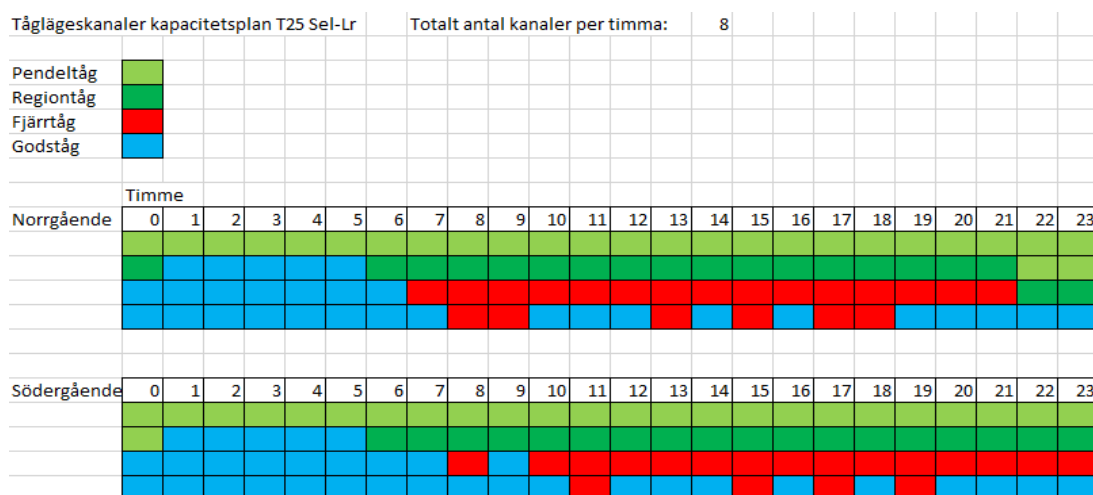 Tåglägeskanaler kapacitetsplan T25 Sel-Lr Totalt antal kanaler per timma: 8
Pendeltåg
Regiontåg
Fjärrtåg
Godståg
Timme
Norrgående 0 1 2 3 4 5 6 7 8 9 10 11 12 13 14 15 16 17 18 19 20 21 22 23
Södergående 0 1 2 3 4 5 6 7 8 9 10 11 12 13 14 15 16 17 18 19 20 21 22 23